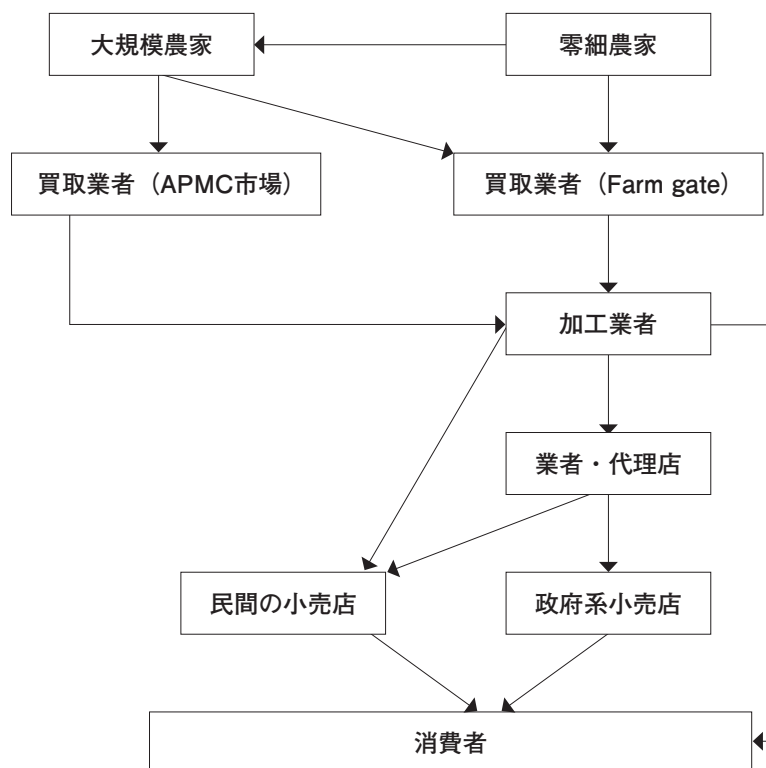 大規模農家
零細農家
買取業者（APMC市場）
買取業者（Farm gate）
加工業者
業者・代理店
民間の小売店
政府系小売店
消費者